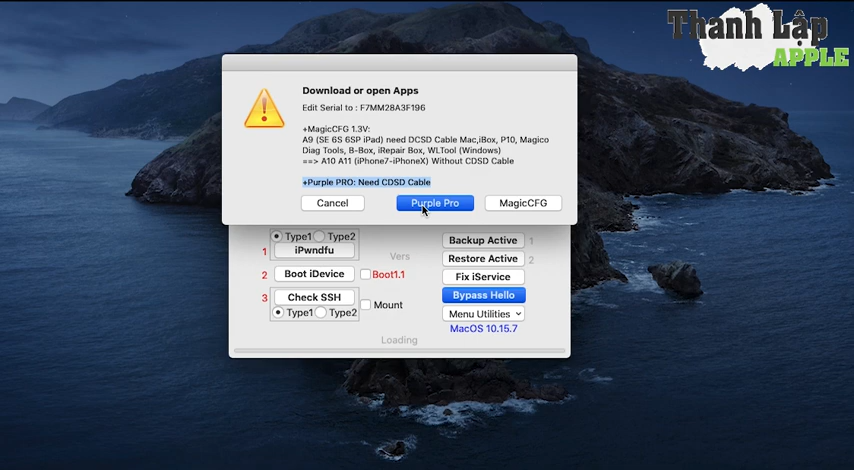 Thanh Lập
APPLE
Download or open Apps
Edit Serial to : F7MM28A3F196
+MagicCFG 1.3V:
A9 (SE 6S 6SP iPad) need DCSD Cable Mac,iBox, P10, Magico
Diag Tools, B-Box, iRepair Box, WLTool (Windows)
==> A10 A11 (iPhone7-iPhoneX) Without CDSD Cable
+Purple PRO: Need CDSD Cable
Cancel
Purple Pro
MagicCFG
Type1 Type2
1 iPwndfu
Vers
2 Boot iDevice Boot1.1
3 Check SSH
Mount
Type1 Type2
Backup Active 1
Restore Active 2
Fix iService
Bypass Hello
Menu Utilities
MacOS 10.15.7
Loading